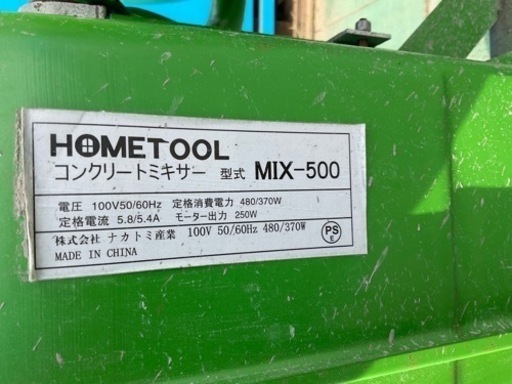 HOMETOOL
コンクリートミキサー 型式 MIX-500
電圧 100V50/60Hz 定格消費電力 480/370W
定格電流 5.8/5.4A モーター出力 250W
株式会社 ナカトミ産業 100V 50/60Hz 480/370W
MADE IN CHINA
PS
E